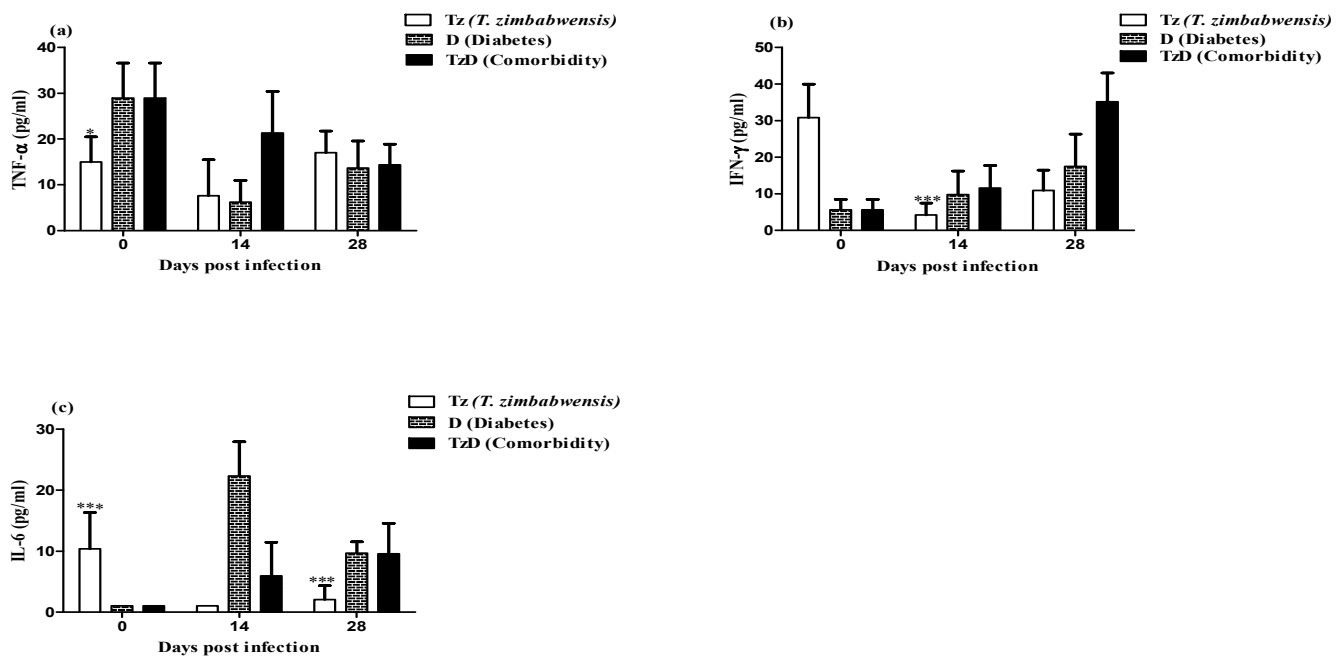 (a)
Tz (T. zimbabwensis)
D (Diabetes)
TzD (Comorbidity)
TNF-α (pg/ml)
40
30
20
10
0
*
0 14 28
Days post infection
(b)
Tz (T. zimbabwensis)
D (Diabetes)
TzD (Comorbidity)
IFN-γ (pg/ml)
50
40
30
20
10
0
***
0 14 28
Days post infection
(c)
Tz (T. zimbabwensis)
D (Diabetes)
TzD (Comorbidity)
IL-6 (pg/ml)
30
20
10
0
***
***
0 14 28
Days post infection